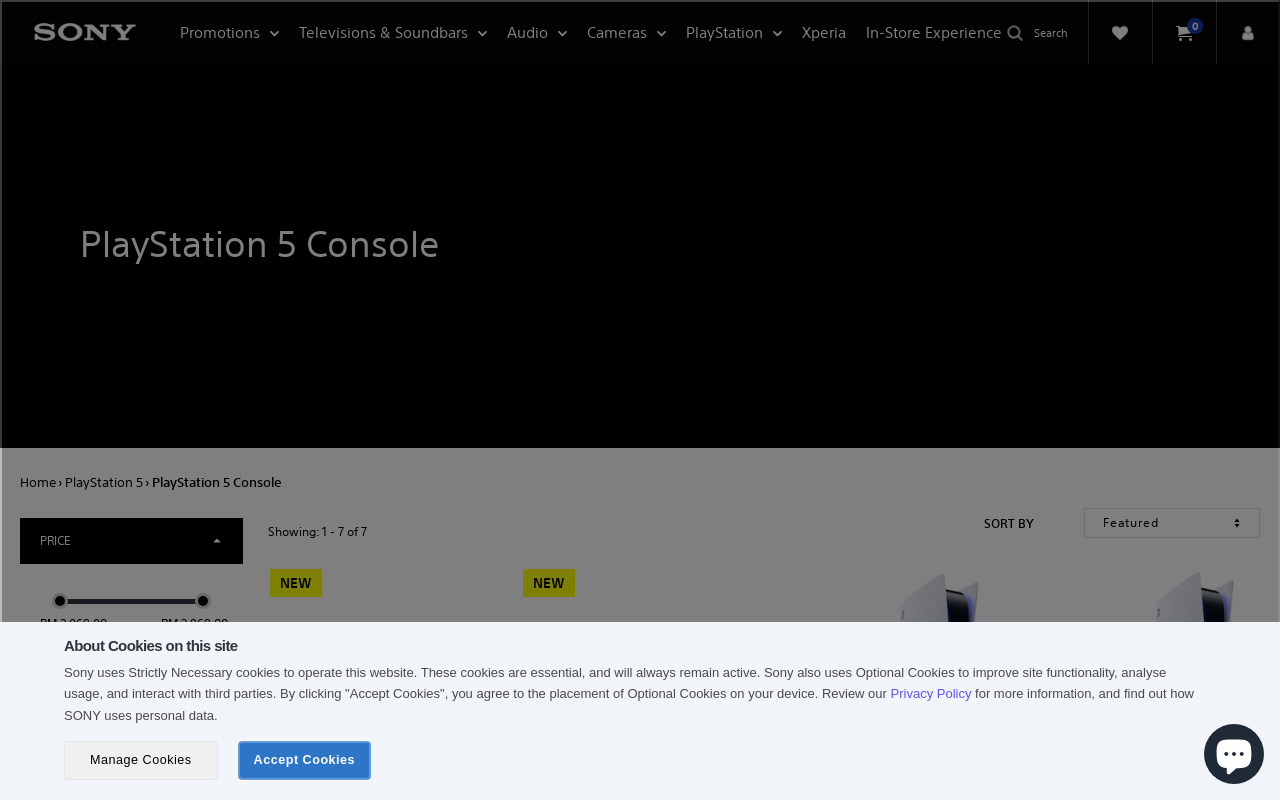 SONY
Promotions
Televisions & Soundbars
Audio
Cameras
PlayStation
Xperia
In-Store Experience
Search
0
PlayStation 5 Console
Home › PlayStation 5 › PlayStation 5 Console
PRICE
Showing: 1 - 7 of 7
SORT BY
Featured
NEW
NEW
About Cookies on this site
Sony uses Strictly Necessary cookies to operate this website. These cookies are essential, and will always remain active. Sony also uses Optional Cookies to improve site functionality, analyse
usage, and interact with third parties. By clicking "Accept Cookies", you agree to the placement of Optional Cookies on your device. Review our Privacy Policy for more information, and find out how
SONY uses personal data.
Manage Cookies
Accept Cookies